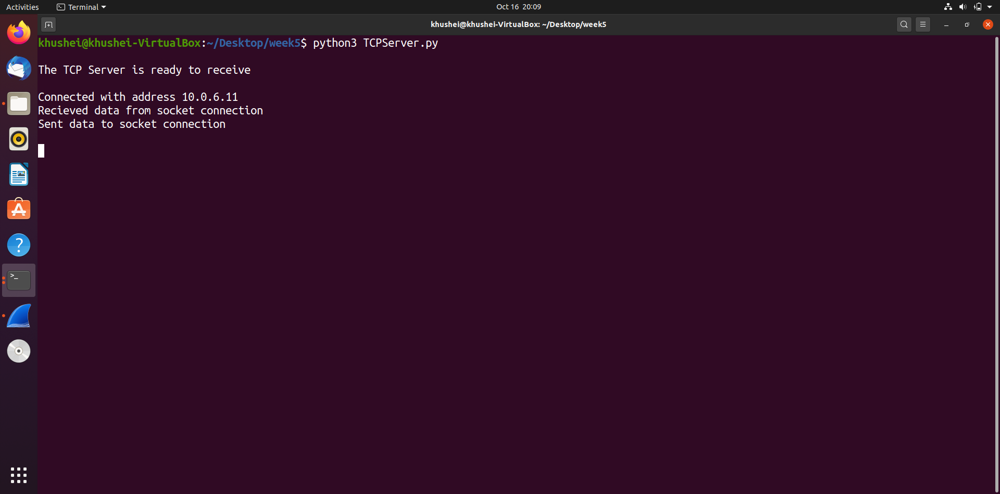 Activities
Terminal
Oct 16 20:09
khushei@khushei-VirtualBox: ~/Desktop/week5
khushei@khushei-VirtualBox:~/Desktop/week5$ python3 TCPServer.py
The TCP Server is ready to receive
Connected with address 10.0.6.11
Recieved data from socket connection
Sent data to socket connection